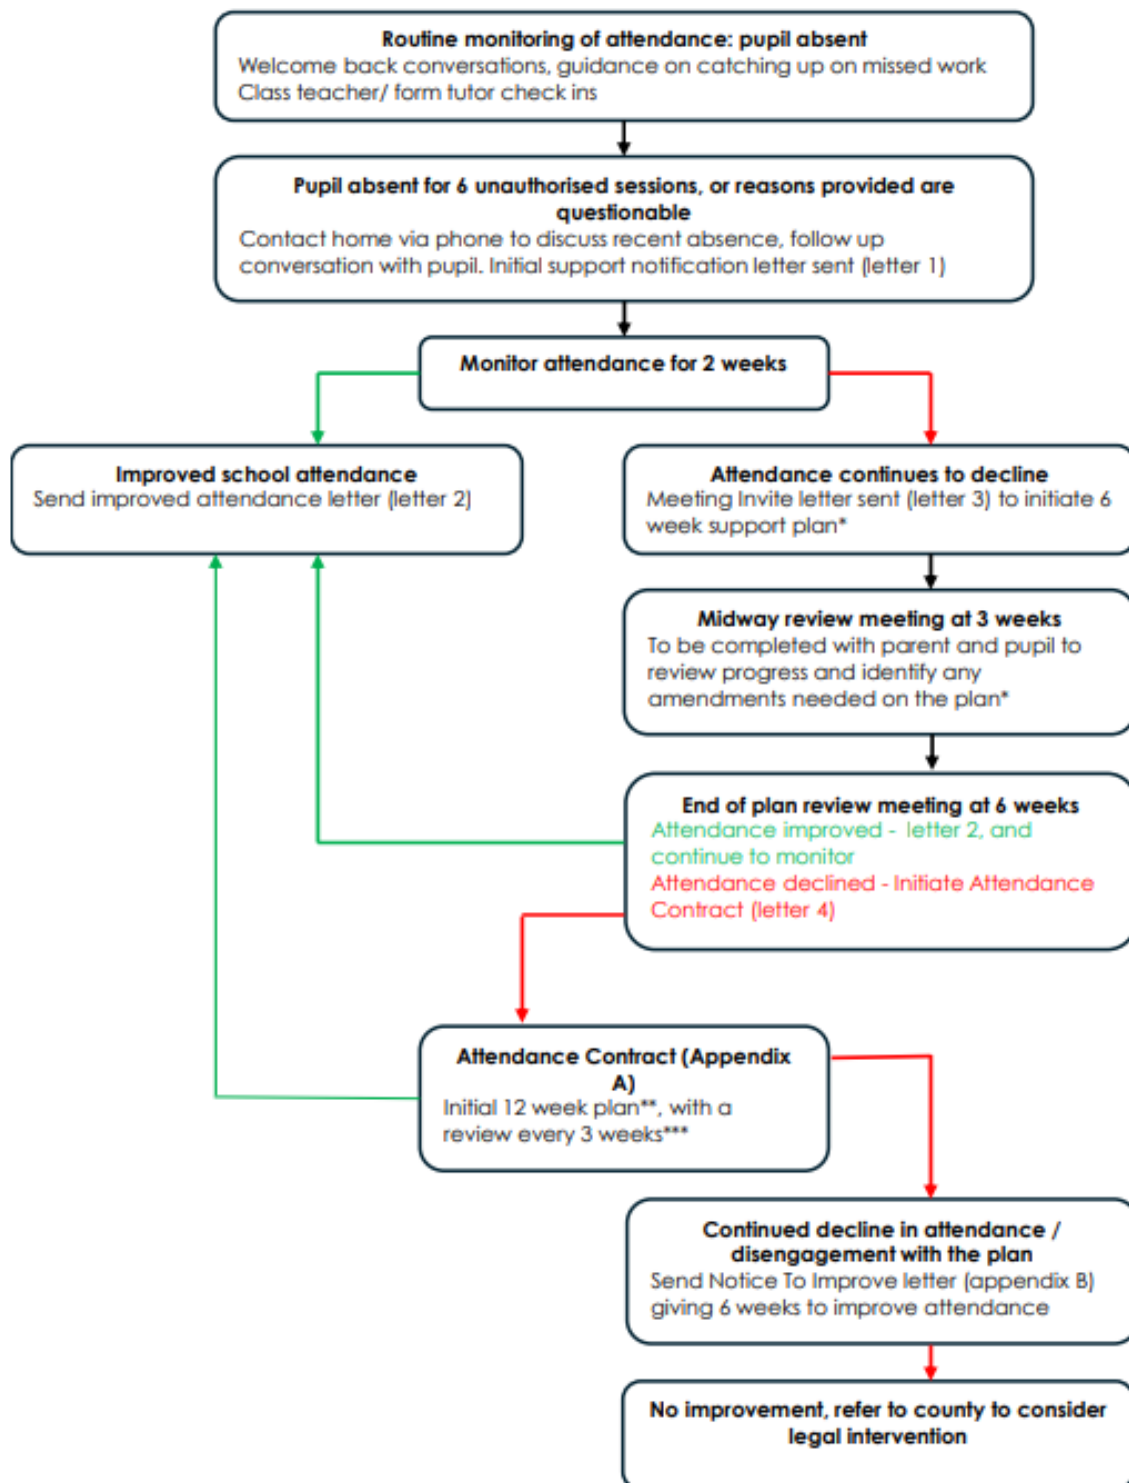 Routine monitoring of attendance: pupil absent
Welcome back conversations, guidance on catching up on missed work
Class teacher/ form tutor check ins
Pupil absent for 6 unauthorised sessions, or reasons provided are
questionable
Contact home via phone to discuss recent absence, follow up
conversation with pupil. Initial support notification letter sent (letter 1)
Monitor attendance for 2 weeks
Improved school attendance
Send improved attendance letter (letter 2)
Attendance continues to decline
Meeting Invite letter sent (letter 3) to initiate 6
week support plan*
Midway review meeting at 3 weeks
To be completed with parent and pupil to
review progress and identify any
amendments needed on the plan*
End of plan review meeting at 6 weeks
Attendance improved - letter 2, and
continue to monitor
Attendance declined - Initiate Attendance
Contract (letter 4)
Attendance Contract (Appendix
A)
Initial 12 week plan**, with a
review every 3 weeks***
Continued decline in attendance /
disengagement with the plan
Send Notice To Improve letter (appendix B)
giving 6 weeks to improve attendance
No improvement, refer to county to consider
legal intervention